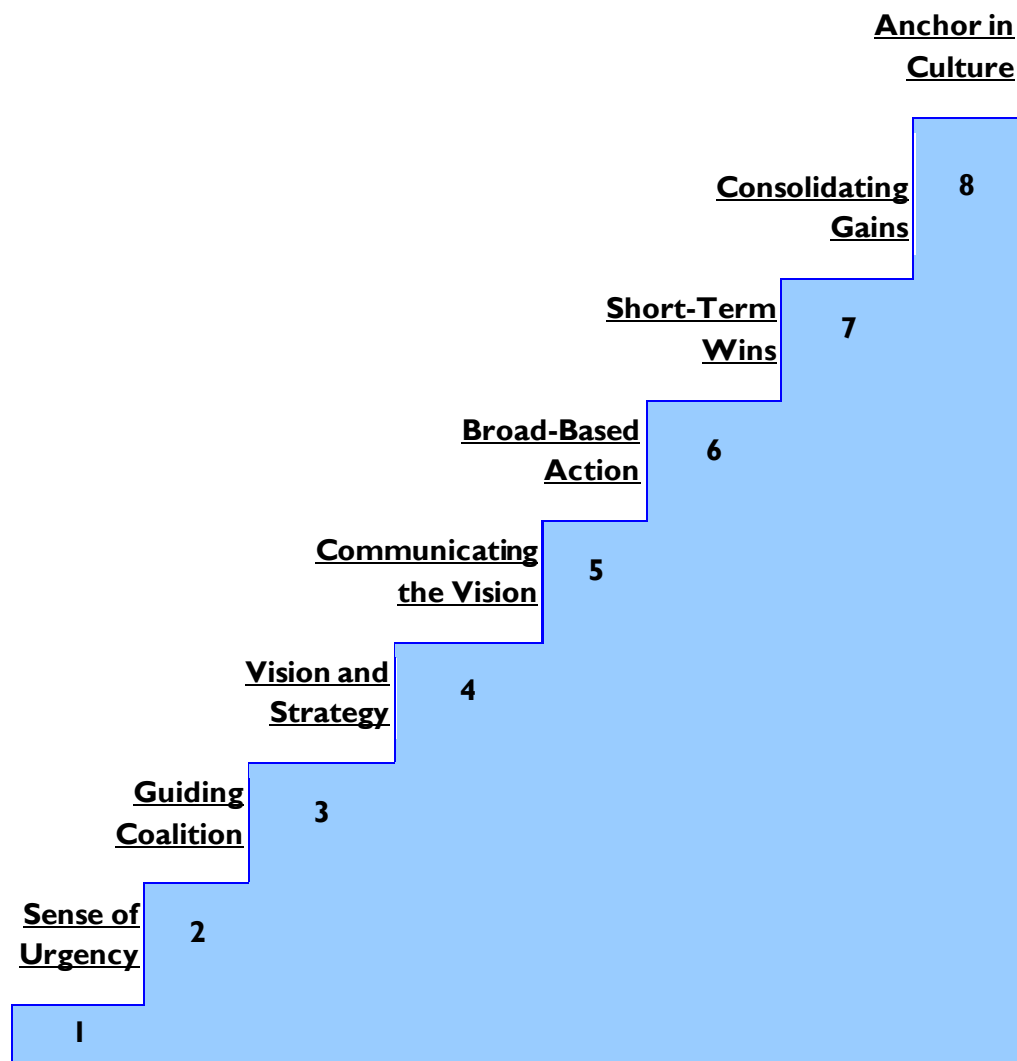 Anchor in
Culture
8
Consolidating
Gains
7
Short-Term
Wins
6
Broad-Based
Action
5
Communicating
the Vision
4
Vision and
Strategy
3
Guiding
Coalition
2
Sense of
Urgency
1